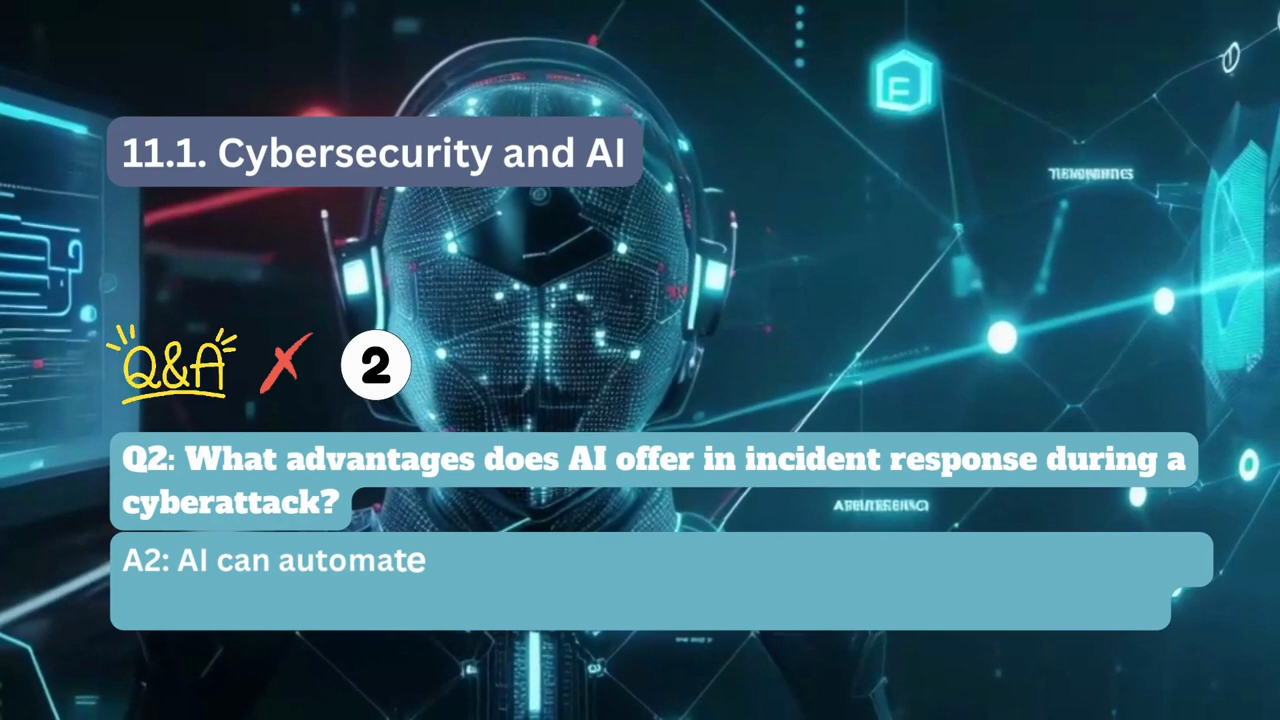 11.1. Cybersecurity and AI
Q&A
2
Q2: What advantages does AI offer in incident response during a
cyberattack?
A2: AI can automate